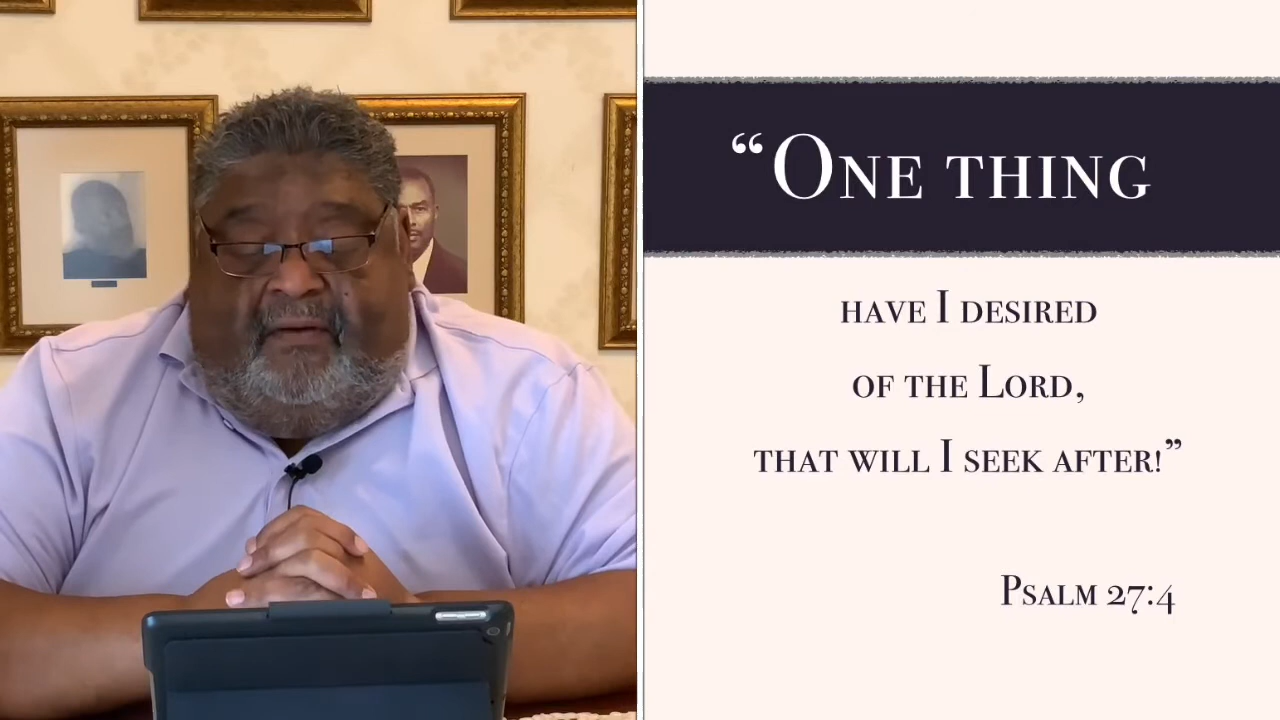 “One thing
have I desired
of the Lord,
that will I seek after!”
Psalm 27:4